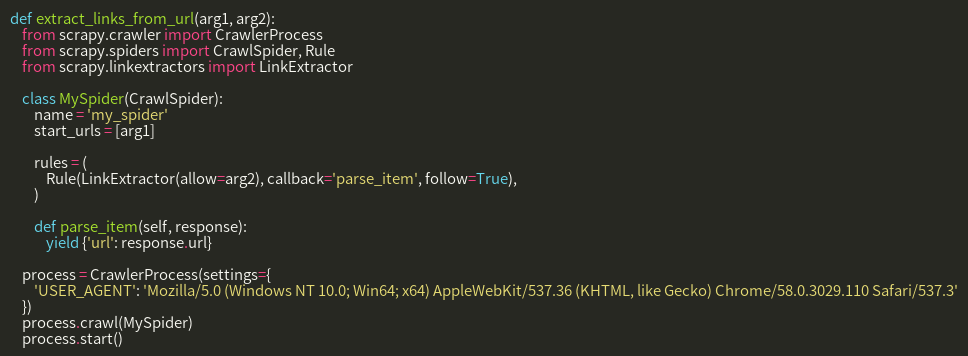 def extract_links_from_url(arg1, arg2):
    from scrapy.crawler import CrawlerProcess
    from scrapy.spiders import CrawlSpider, Rule
    from scrapy.linkextractors import LinkExtractor

    class MySpider(CrawlSpider):
        name = 'my_spider'
        start_urls = [arg1]

        rules = (
            Rule(LinkExtractor(allow=arg2), callback='parse_item', follow=True),
        )

        def parse_item(self, response):
            yield {'url': response.url}

    process = CrawlerProcess(settings={
        'USER_AGENT': 'Mozilla/5.0 (Windows NT 10.0; Win64; x64) AppleWebKit/537.36 (KHTML, like Gecko) Chrome/58.0.3029.110 Safari/537.3'
    })
    process.crawl(MySpider)
    process.start()